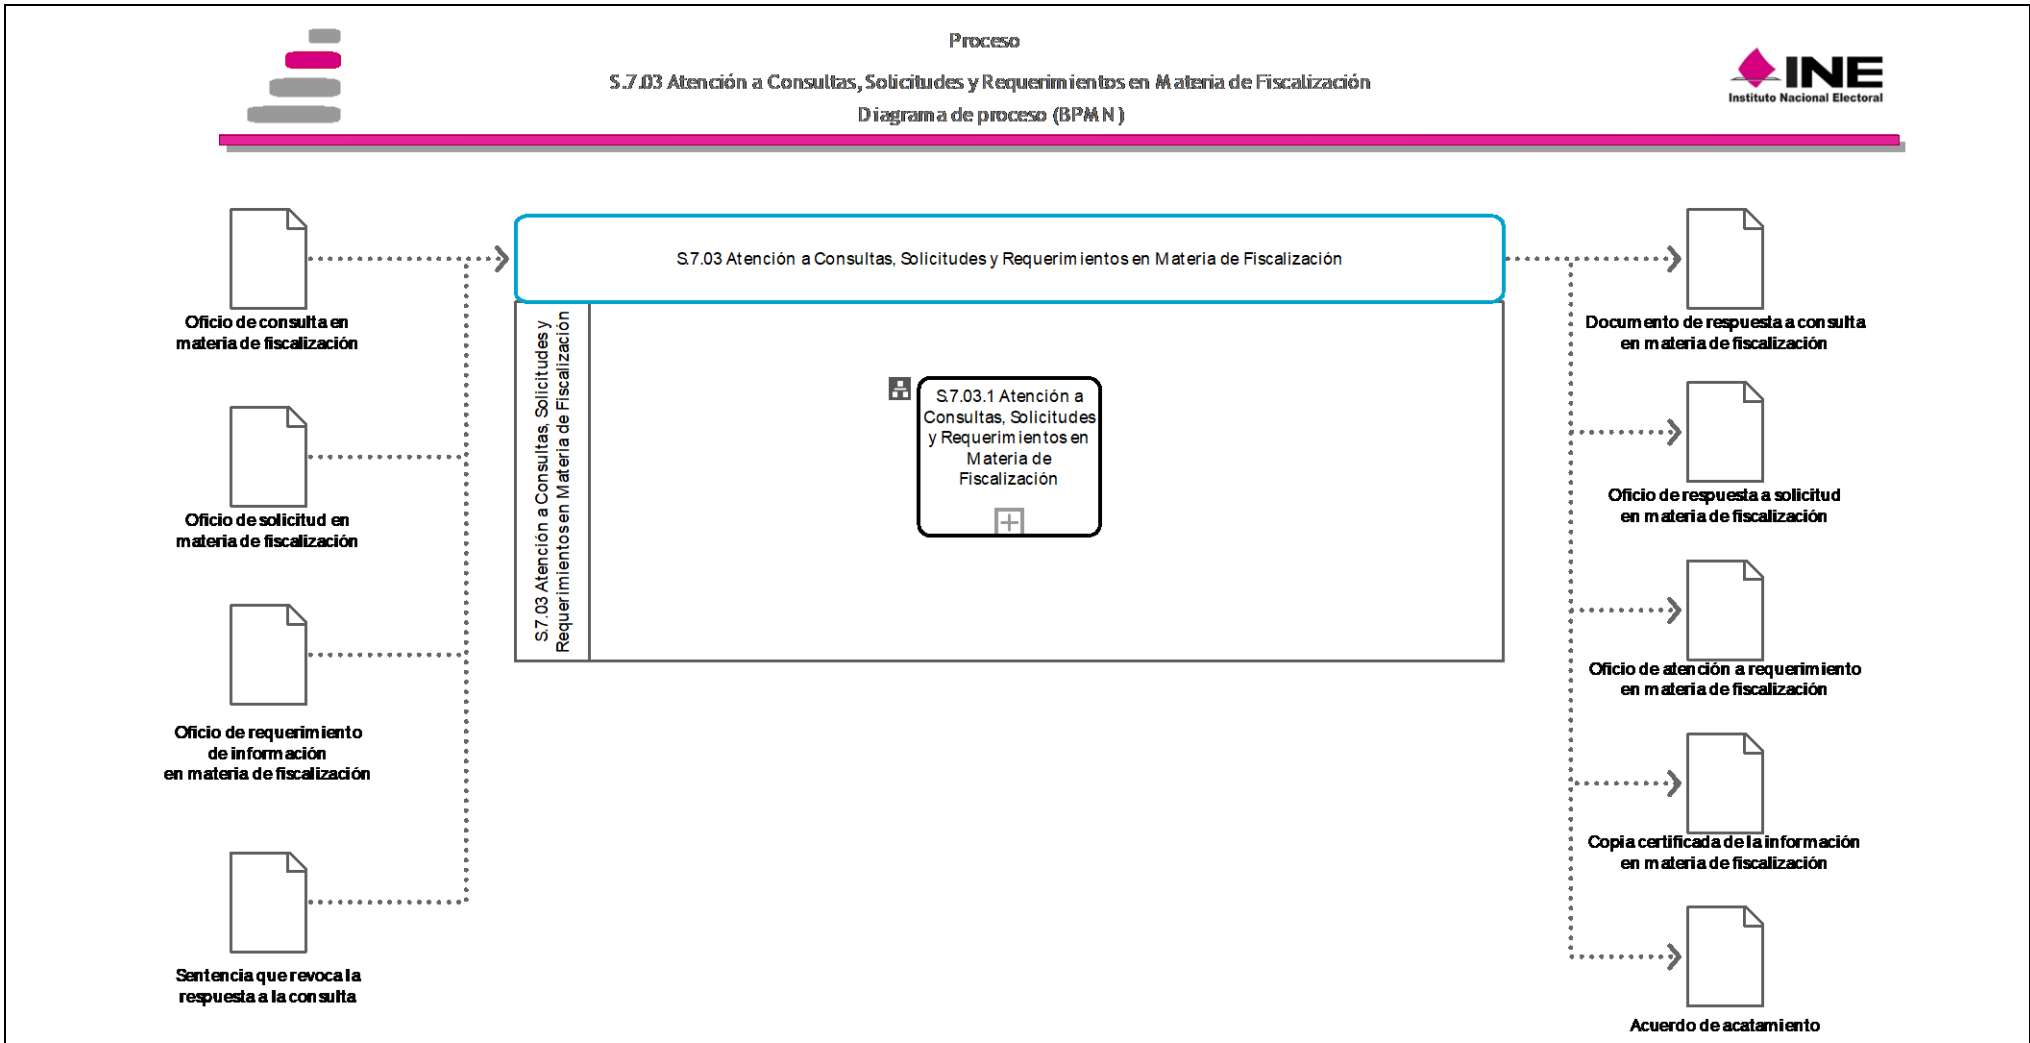 Proceso
S.7.03 Atención a Consultas, Solicitudes y Requerimientos en Materia de Fiscalización
Diagrama de proceso (BPMN)
INE
Instituto Nacional Electoral
Oficio de consulta en
materia de fiscalización
Oficio de solicitud en
materia de fiscalización
Oficio de requerimiento
de información
en materia de fiscalización
Sentencia que revoca la
respuesta a la consulta
S.7.03 Atención a Consultas, Solicitudes y Requerimientos en Materia de Fiscalización
S.7.03 Atención a Consultas, Solicitudes y
Requerimientos en Materia de Fiscalización
S.7.03.1 Atención a
Consultas, Solicitudes
y Requerimientos en
Materia de
Fiscalización
Documento de respuesta a consulta
en materia de fiscalización
Oficio de respuesta a solicitud
en materia de fiscalización
Oficio de atención a requerimiento
en materia de fiscalización
Copia certificada de la información
en materia de fiscalización
Acuerdo de acatamiento